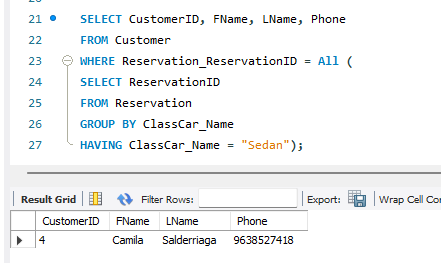 21 SELECT CustomerID, FName, LName, Phone
22 FROM Customer
23 WHERE Reservation_ReservationID = All (
24 SELECT ReservationID
25 FROM Reservation
26 GROUP BY ClassCar_Name
27 HAVING ClassCar_Name = "Sedan");
Result Grid Filter Rows: Export: Wrap Cell Con
CustomerID FName LName Phone
4 Camila Salderriaga 9638527418